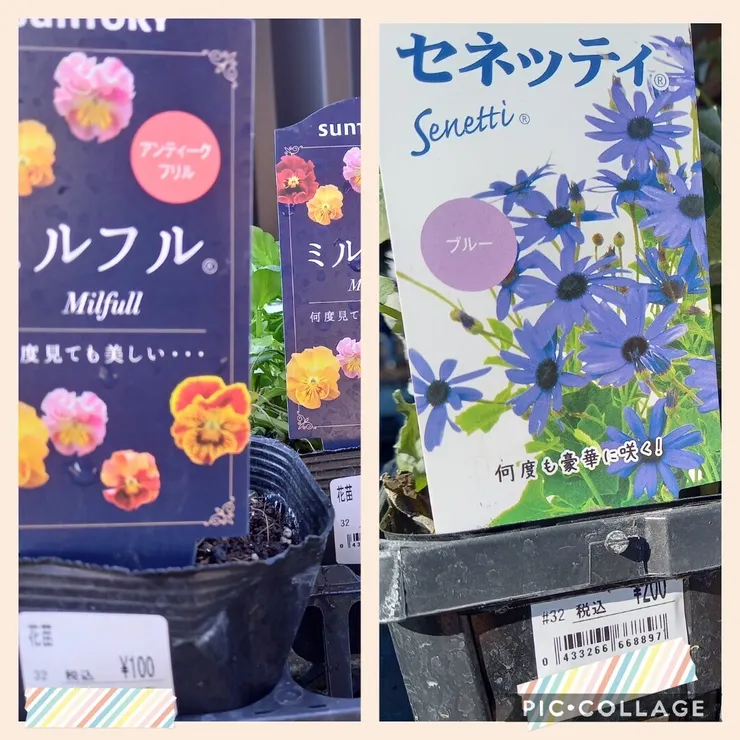 SUNTORY
アンティーク
フリル
ミルフル®
Milfull
度見ても美しい・・・
花苗
32 税込 ¥100
SUNT
ミル
M
何度見て
花苗
32
0 43
セネッティ®
Senetti®
ブルー
何度も豪華に咲く!
#32 税込 ¥200
0 433266 668897
PIC•COLLAGE